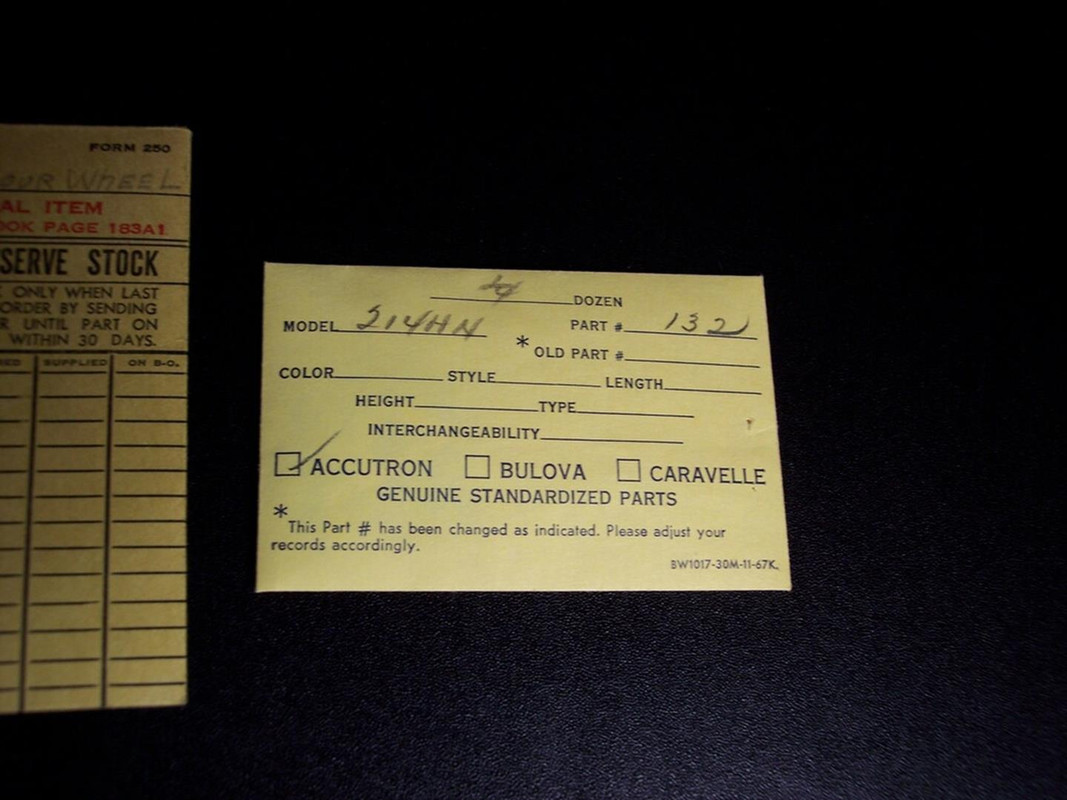 FORM 250
OUR WHEEL
AL ITEM
OOK PAGE 183A1
SERVE STOCK
ONLY WHEN LAST
ORDER BY SENDING
R UNTIL PART ON
WITHIN 30 DAYS.
ED SUPPLIED ON B-O.
DOZEN
MODEL 214HN PART # 132
* OLD PART #
COLOR STYLE LENGTH
HEIGHT TYPE
INTERCHANGEABILITY
ACCUTRON BULOVA CARAVELLE
GENUINE STANDARDIZED PARTS
* This Part # has been changed as indicated. Please adjust your
records accordingly.
BW1017-30M-11-67K.